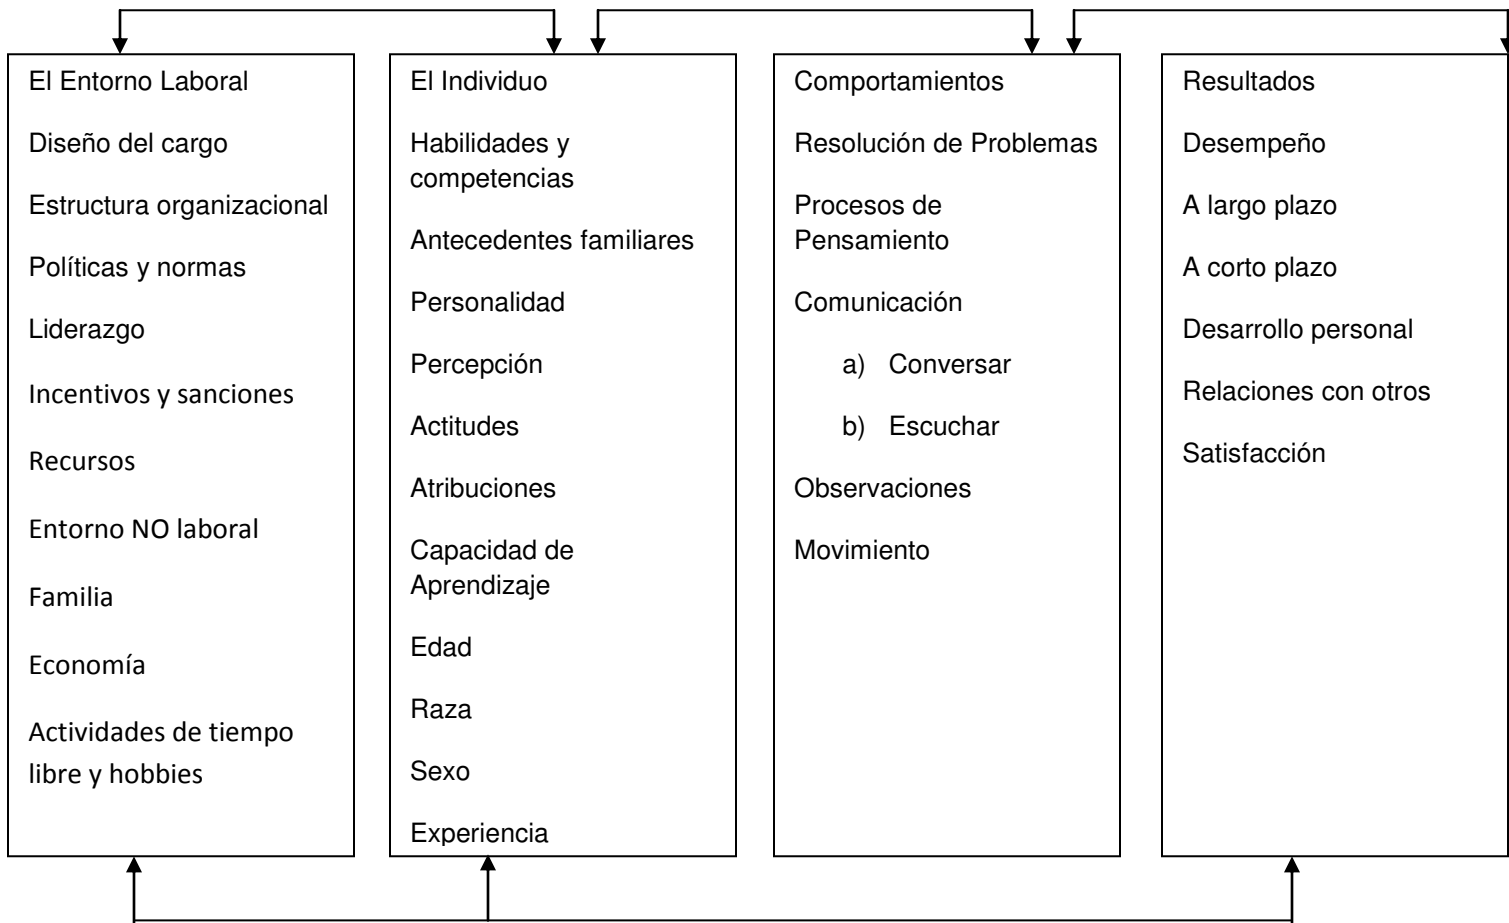 El Entorno Laboral
Diseño del cargo
Estructura organizacional
Políticas y normas
Liderazgo
Incentivos y sanciones
Recursos
Entorno NO laboral
Familia
Economía
Actividades de tiempo
libre y hobbies
El Individuo
Habilidades y
competencias
Antecedentes familiares
Personalidad
Percepción
Actitudes
Atribuciones
Capacidad de
Aprendizaje
Edad
Raza
Sexo
Experiencia
Comportamientos
Resolución de Problemas
Procesos de
Pensamiento
Comunicación
a) Conversar
b) Escuchar
Observaciones
Movimiento
Resultados
Desempeño
A largo plazo
A corto plazo
Desarrollo personal
Relaciones con otros
Satisfacción